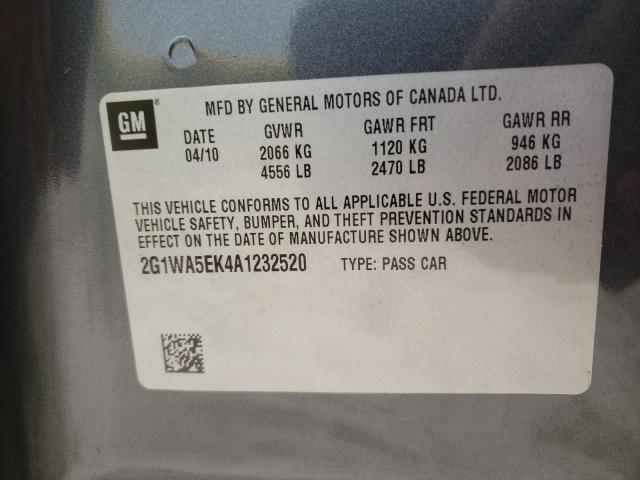 GM ®
MFD BY GENERAL MOTORS OF CANADA LTD.
DATE GVWR GAWR FRT GAWR RR
04/10 2066 KG 1120 KG 946 KG
4556 LB 2470 LB 2086 LB
THIS VEHICLE CONFORMS TO ALL APPLICABLE U.S. FEDERAL MOTOR
VEHICLE SAFETY, BUMPER, AND THEFT PREVENTION STANDARDS IN
EFFECT ON THE DATE OF MANUFACTURE SHOWN ABOVE.
2G1WA5EK4A1232520 TYPE: PASS CAR